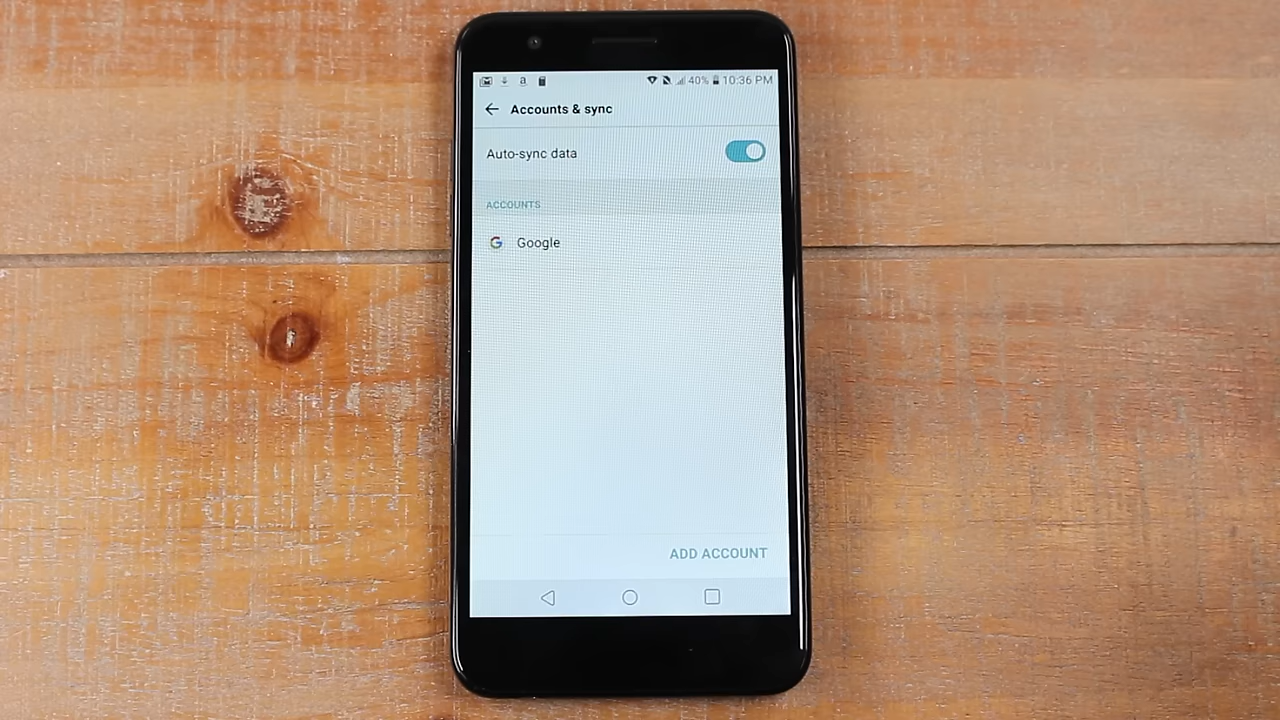 a 40% 10:36 PM
Accounts & sync
Auto-sync data
ACCOUNTS
G Google
ADD ACCOUNT